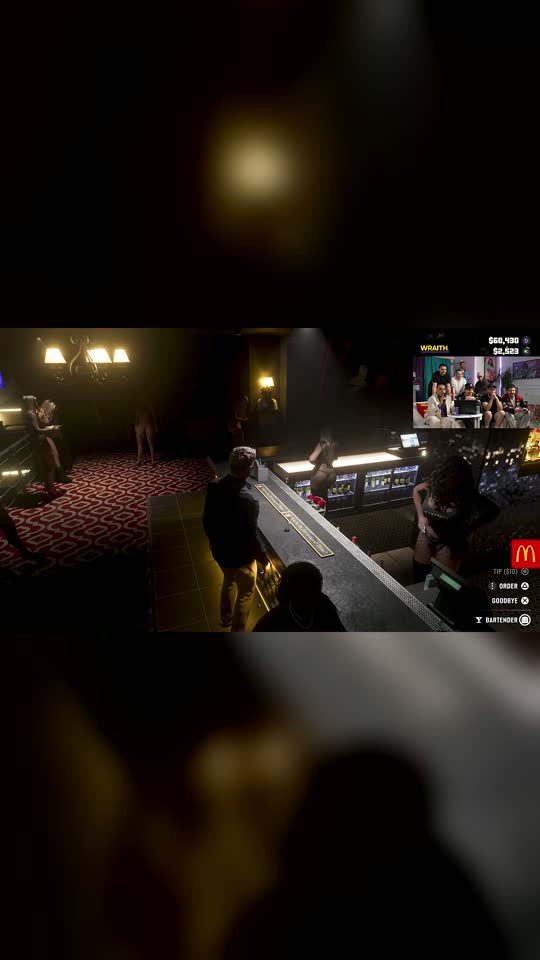 $60,430
$2,523
WRAITH
TIP ($10)
ORDER
GOODBYE
BARTENDER